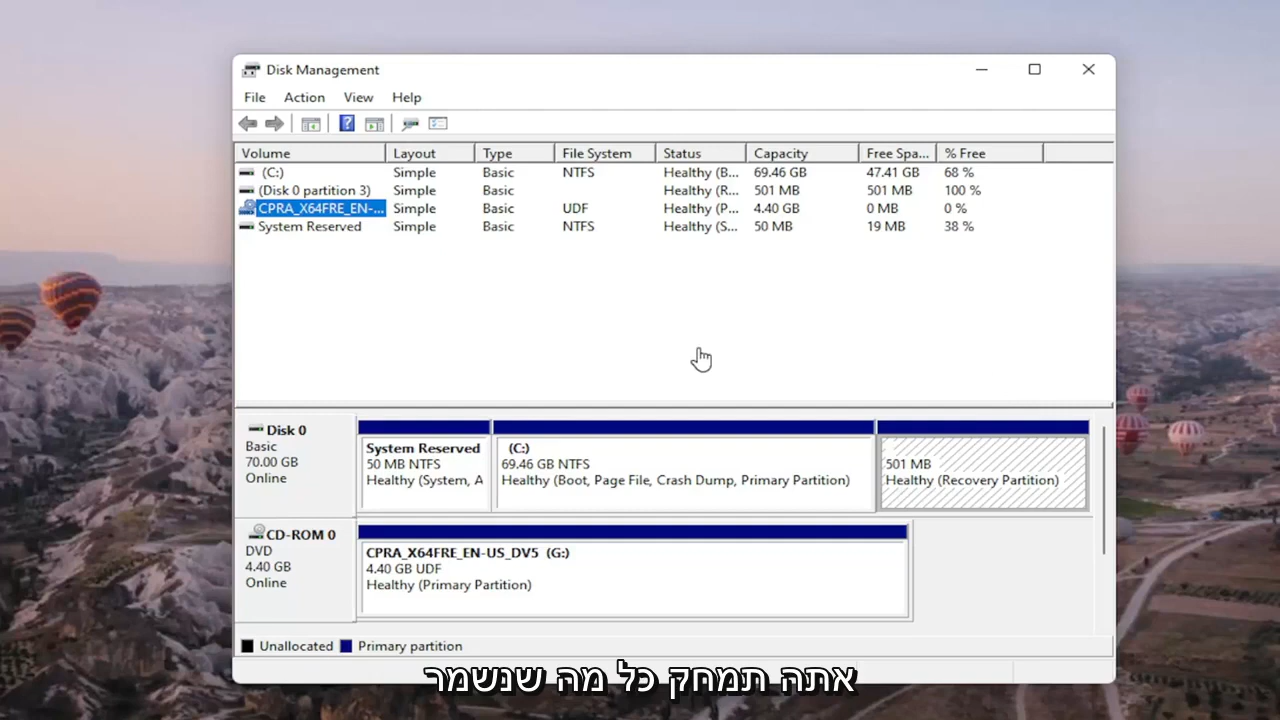 Disk Management
File Action View Help
Volume Layout Type File System Status Capacity Free Spa... % Free
(C:) Simple Basic NTFS Healthy (B... 69.46 GB 47.41 GB 68 %
(Disk 0 partition 3) Simple Basic Healthy (R... 501 MB 501 MB 100 %
CPRA_X64FRE_EN-... Simple Basic UDF Healthy (P... 4.40 GB 0 MB 0 %
System Reserved Simple Basic NTFS Healthy (S... 50 MB 19 MB 38 %
Disk 0
Basic
70.00 GB
Online
System Reserved
50 MB NTFS
Healthy (System, A
(C:)
69.46 GB NTFS
Healthy (Boot, Page File, Crash Dump, Primary Partition)
501 MB
Healthy (Recovery Partition)
CD-ROM 0
DVD
4.40 GB
Online
CPRA_X64FRE_EN-US_DV5 (G:)
4.40 GB UDF
Healthy (Primary Partition)
Unallocated Primary partition
אתה תמחק כל מה שנשמר